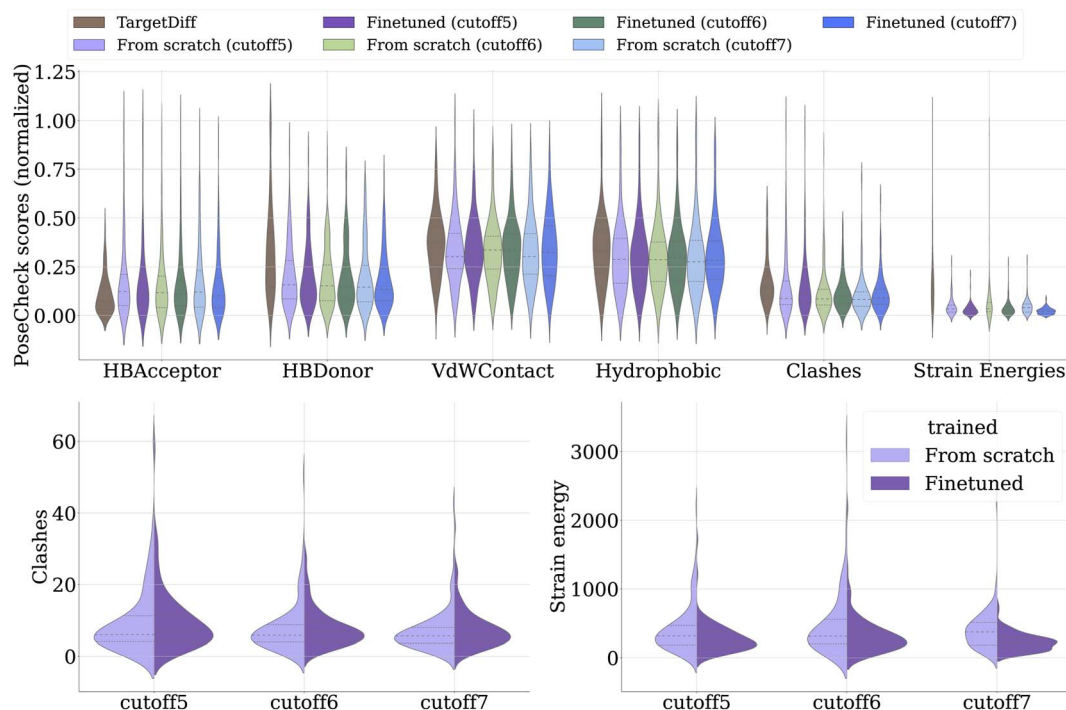 TargetDiff
Finetuned (cutoff5)
Finetuned (cutoff6)
Finetuned (cutoff7)
From scratch (cutoff5)
From scratch (cutoff6)
From scratch (cutoff7)
PoseCheck scores (normalized)
1.25
1.00
0.75
0.50
0.25
0.00
HBAcceptor
HBDonor
VdWContact
Hydrophobic
Clashes
Strain Energies
Clashes
60
40
20
0
cutoff5
cutoff6
cutoff7
Strain energy
3000
2000
1000
0
trained
From scratch
Finetuned
cutoff5
cutoff6
cutoff7